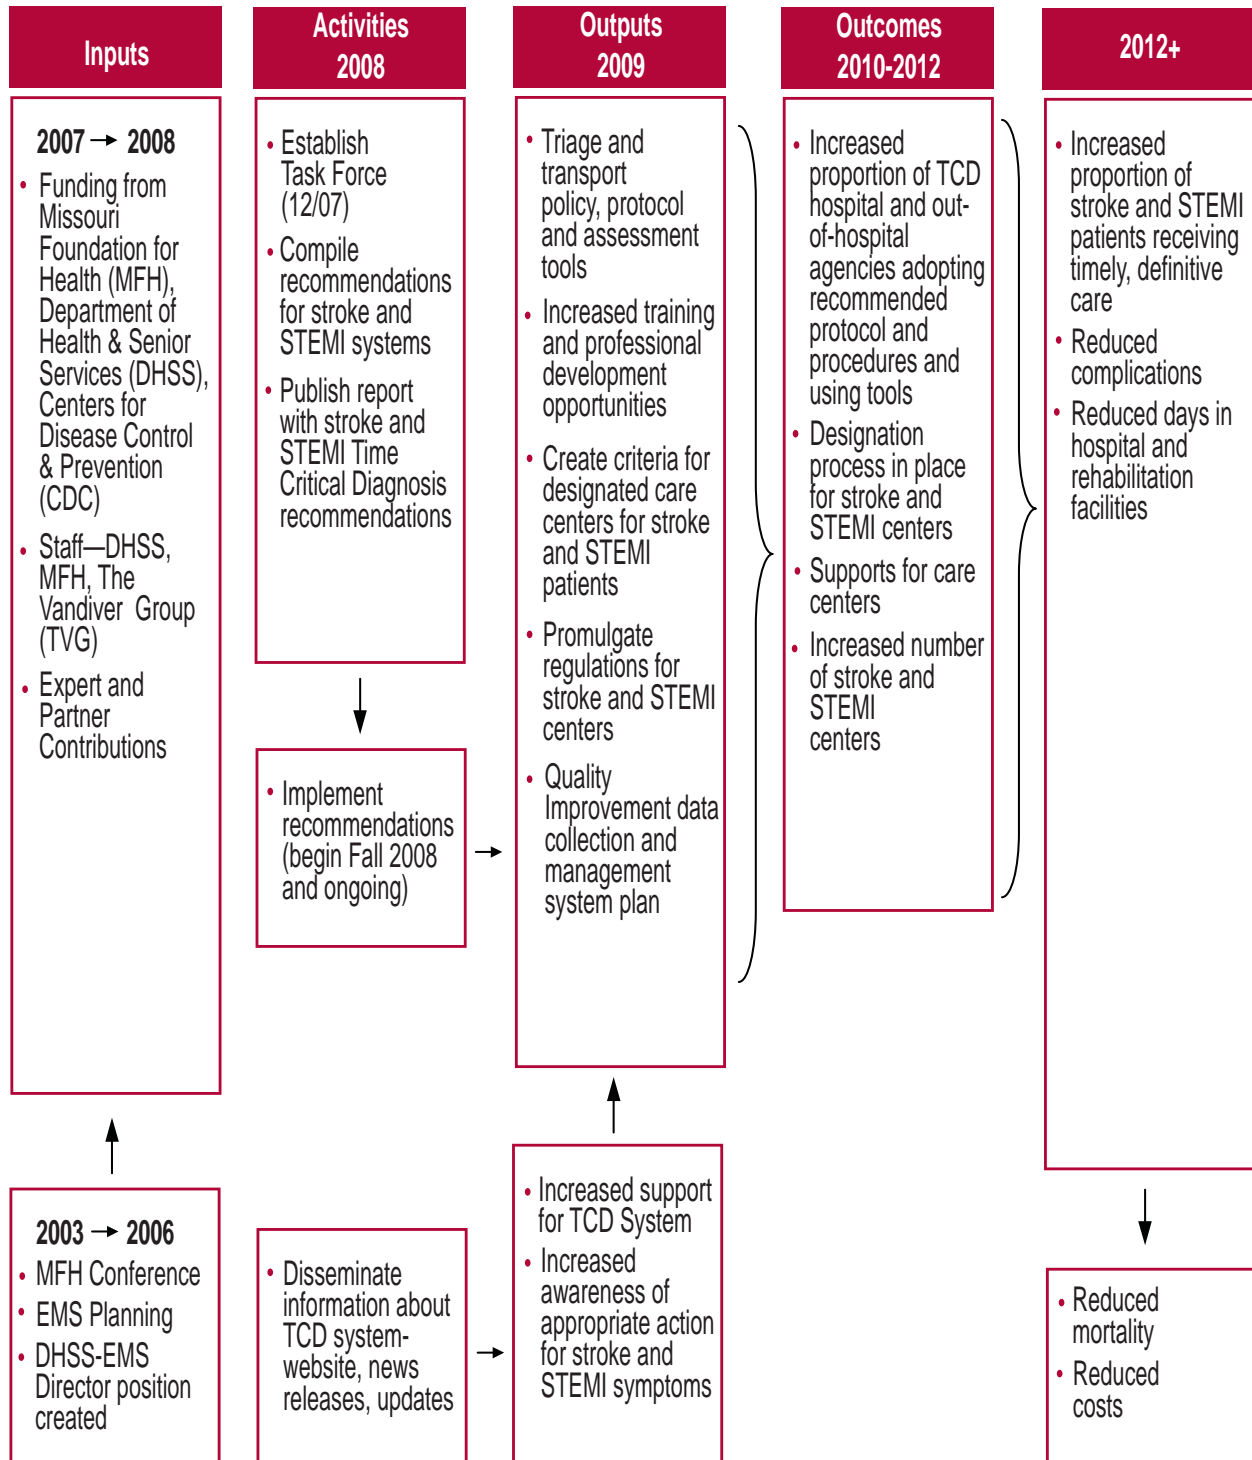 Inputs
2007 → 2008
• Funding from
Missouri
Foundation for
Health (MFH),
Department of
Health & Senior
Services (DHSS),
Centers for
Disease Control
& Prevention
(CDC)
• Staff—DHSS,
MFH, The
Vandiver Group
(TVG)
• Expert and
Partner
Contributions
2003 → 2006
• MFH Conference
• EMS Planning
• DHSS-EMS
Director position
created
Activities
2008
• Establish
Task Force
(12/07)
• Compile
recommendations
for stroke and
STEMI systems
• Publish report
with stroke and
STEMI Time
Critical Diagnosis
recommendations
• Implement
recommendations
(begin Fall 2008
and ongoing)
• Disseminate
information about
TCD system-
website, news
releases, updates
Outputs
2009
• Triage and
transport
policy, protocol
and assessment
tools
• Increased training
and professional
development
opportunities
• Create criteria for
designated care
centers for stroke
and STEMI
patients
• Promulgate
regulations for
stroke and STEMI
centers
• Quality
Improvement data
collection and
management
system plan
• Increased support
for TCD System
• Increased
awareness of
appropriate action
for stroke and
STEMI symptoms
Outcomes
2010-2012
• Increased
proportion of TCD
hospital and out-
of-hospital
agencies adopting
recommended
protocol and
procedures and
using tools
• Designation
process in place
for stroke and
STEMI centers
• Supports for care
centers
• Increased number
of stroke and
STEMI
centers
2012+
• Increased
proportion of
stroke and STEMI
patients receiving
timely, definitive
care
• Reduced
complications
• Reduced days in
hospital and
rehabilitation
facilities
• Reduced
mortality
• Reduced
costs